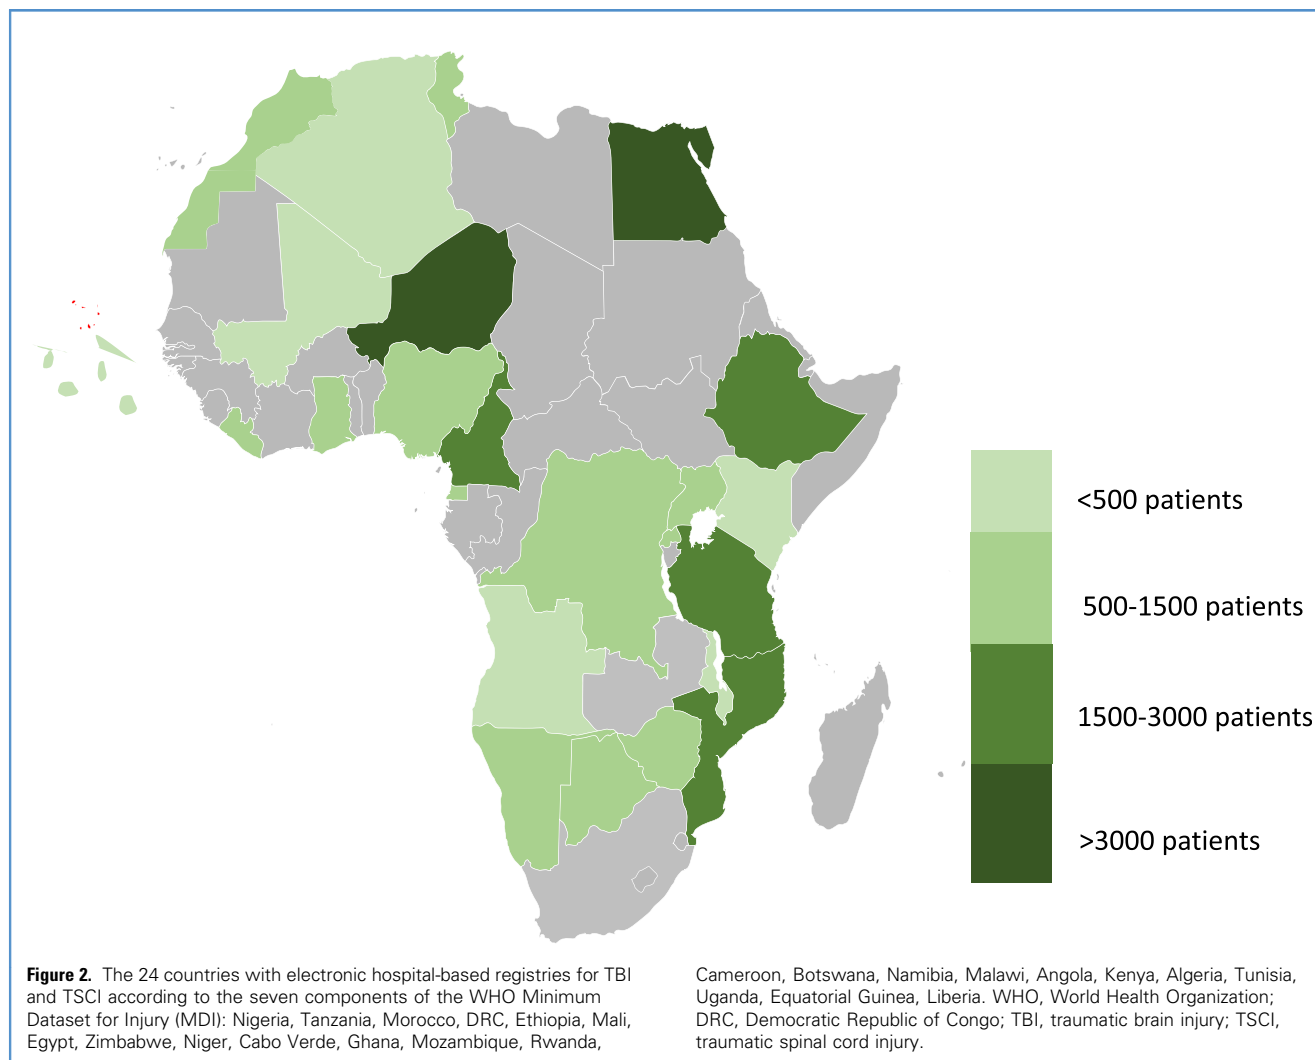 <500 patients
500-1500 patients
1500-3000 patients
>3000 patients
Figure 2. The 24 countries with electronic hospital-based registries for TBI
and TSCI according to the seven components of the WHO Minimum
Dataset for Injury (MDI): Nigeria, Tanzania, Morocco, DRC, Ethiopia, Mali,
Egypt, Zimbabwe, Niger, Cabo Verde, Ghana, Mozambique, Rwanda,
Cameroon, Botswana, Namibia, Malawi, Angola, Kenya, Algeria, Tunisia,
Uganda, Equatorial Guinea, Liberia. WHO, World Health Organization;
DRC, Democratic Republic of Congo; TBI, traumatic brain injury; TSCI,
traumatic spinal cord injury.